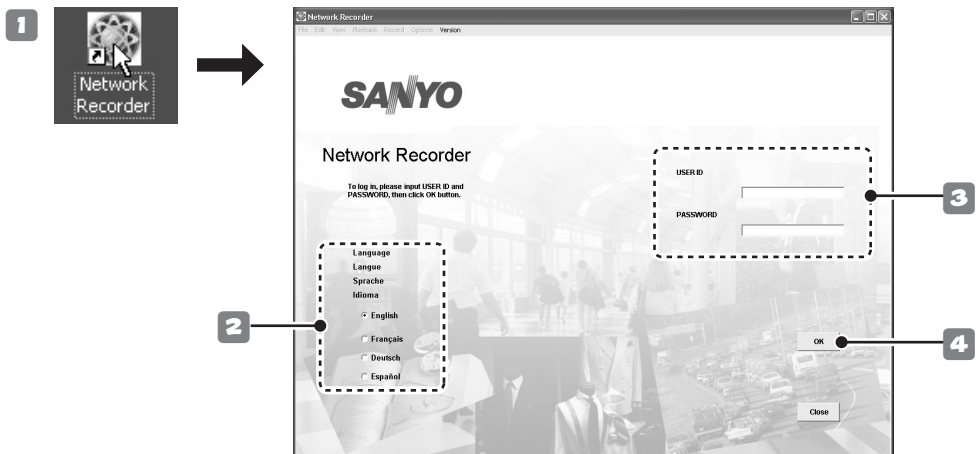 1
Network
Recorder
Network Recorder
File Edit View Playback Record Options Version
SANYO
Network Recorder
To log in, please input USER ID and
PASSWORD, then click OK button.
USER ID
PASSWORD
3
Language
Langue
Sprache
Idioma
English
Français
Deutsch
Español
2
OK
4
Close